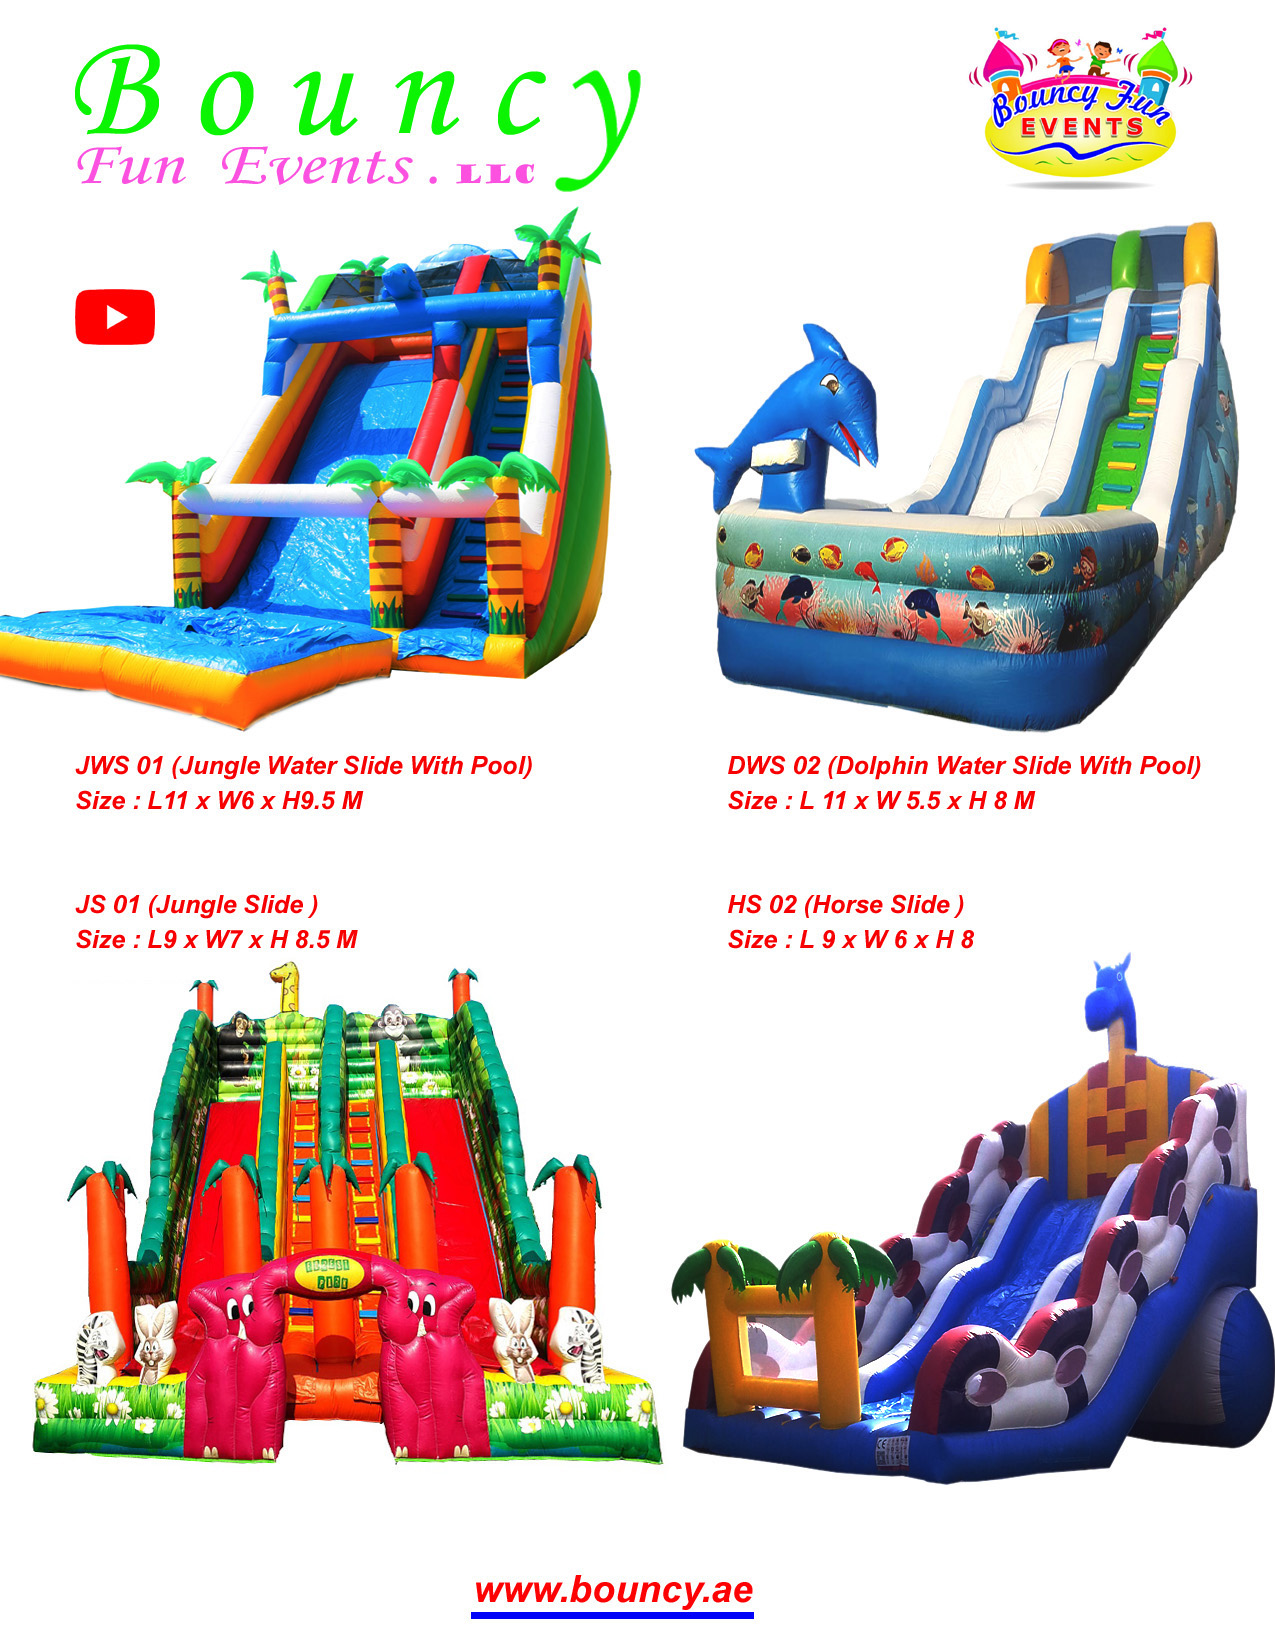 Bouncy
Fun Events . LLC
Bouncy Fun
EVENTS
JWS 01 (Jungle Water Slide With Pool)
Size : L11 x W6 x H9.5 M
DWS 02 (Dolphin Water Slide With Pool)
Size : L 11 x W 5.5 x H 8 M
JS 01 (Jungle Slide )
Size : L9 x W7 x H 8.5 M
HS 02 (Horse Slide )
Size : L 9 x W 6 x H 8
www.bouncy.ae